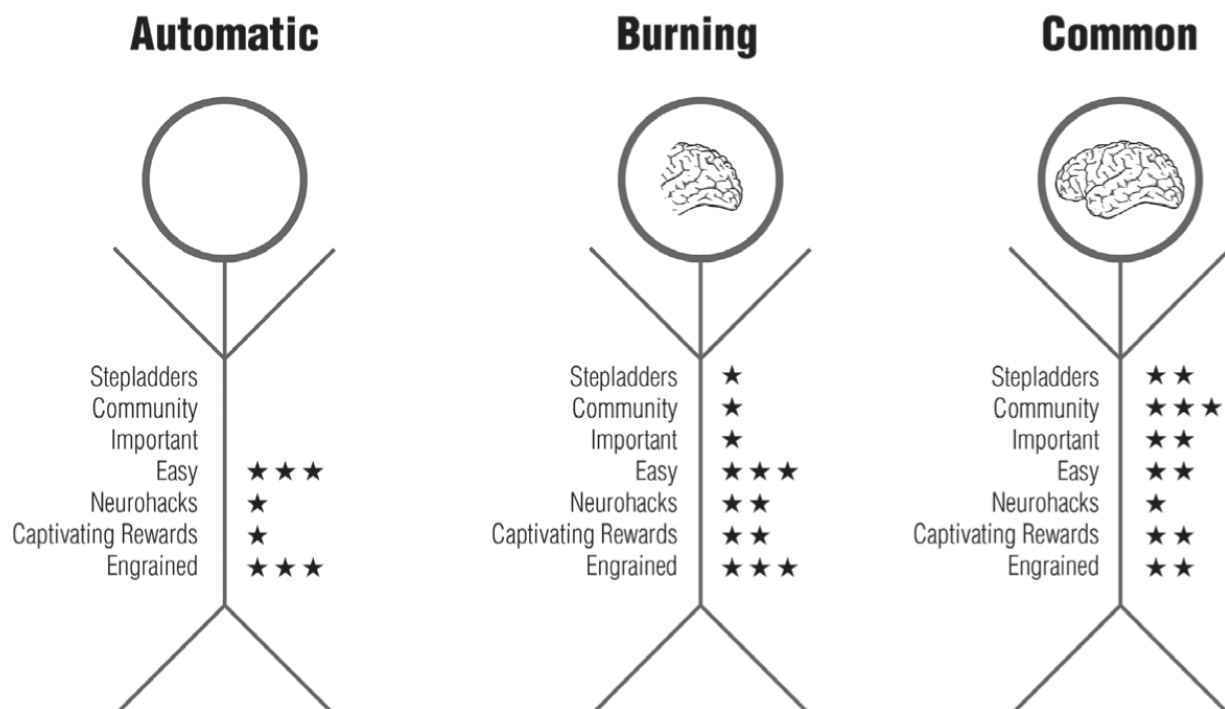 Automatic
Stepladders
Community
Important
Easy ★ ★ ★
Neurohacks ★
Captivating Rewards ★
Engrained ★ ★ ★
Burning
Stepladders ★
Community ★
Important ★
Easy ★ ★ ★
Neurohacks ★ ★
Captivating Rewards ★ ★
Engrained ★ ★ ★
Common
Stepladders ★ ★
Community ★ ★ ★
Important ★ ★
Easy ★ ★
Neurohacks ★
Captivating Rewards ★ ★
Engrained ★ ★